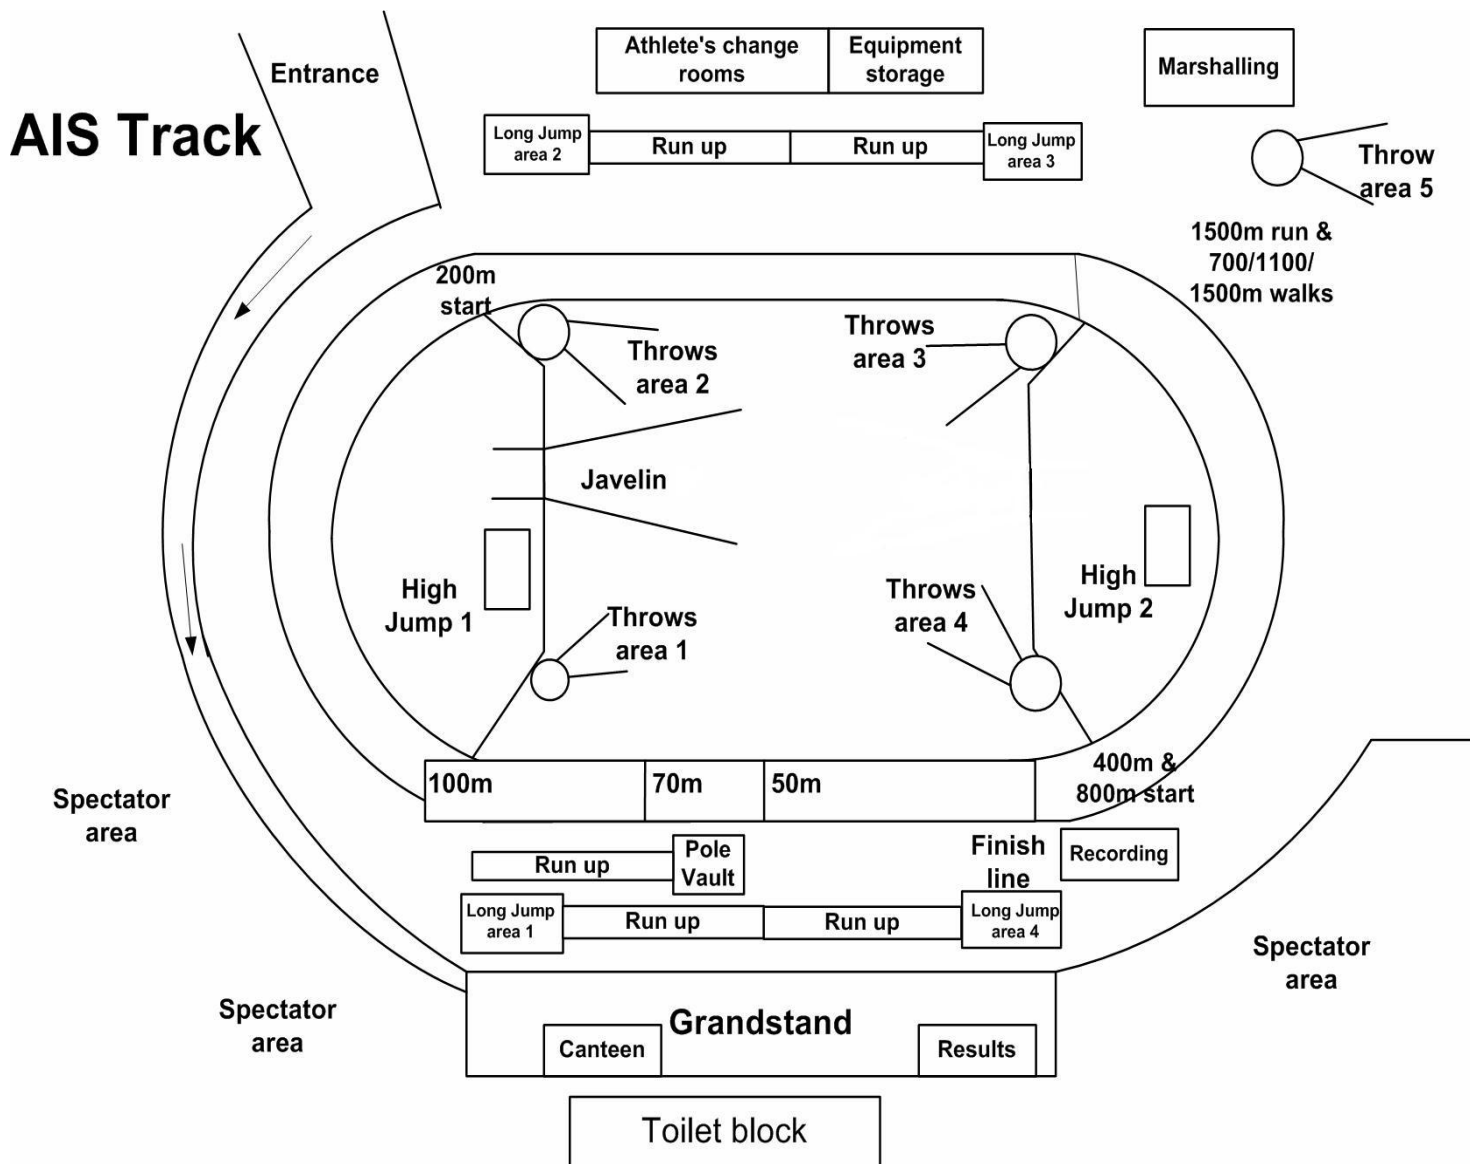 Entrance
AIS Track
Athlete's change
rooms
Equipment
storage
Marshalling
Long Jump
area 2
Run up
Run up
Long Jump
area 3
Throw
area 5
1500m run &
700/1100/
1500m walks
200m
start
Throws
area 2
Throws
area 3
Javelin
High
Jump 1
Throws
area 1
Throws
area 4
High
Jump 2
100m
70m
50m
400m &
800m start
Spectator
area
Run up
Pole
Vault
Finish
line
Recording
Long Jump
area 1
Run up
Run up
Long Jump
area 4
Spectator
area
Spectator
area
Grandstand
Canteen
Results
Toilet block